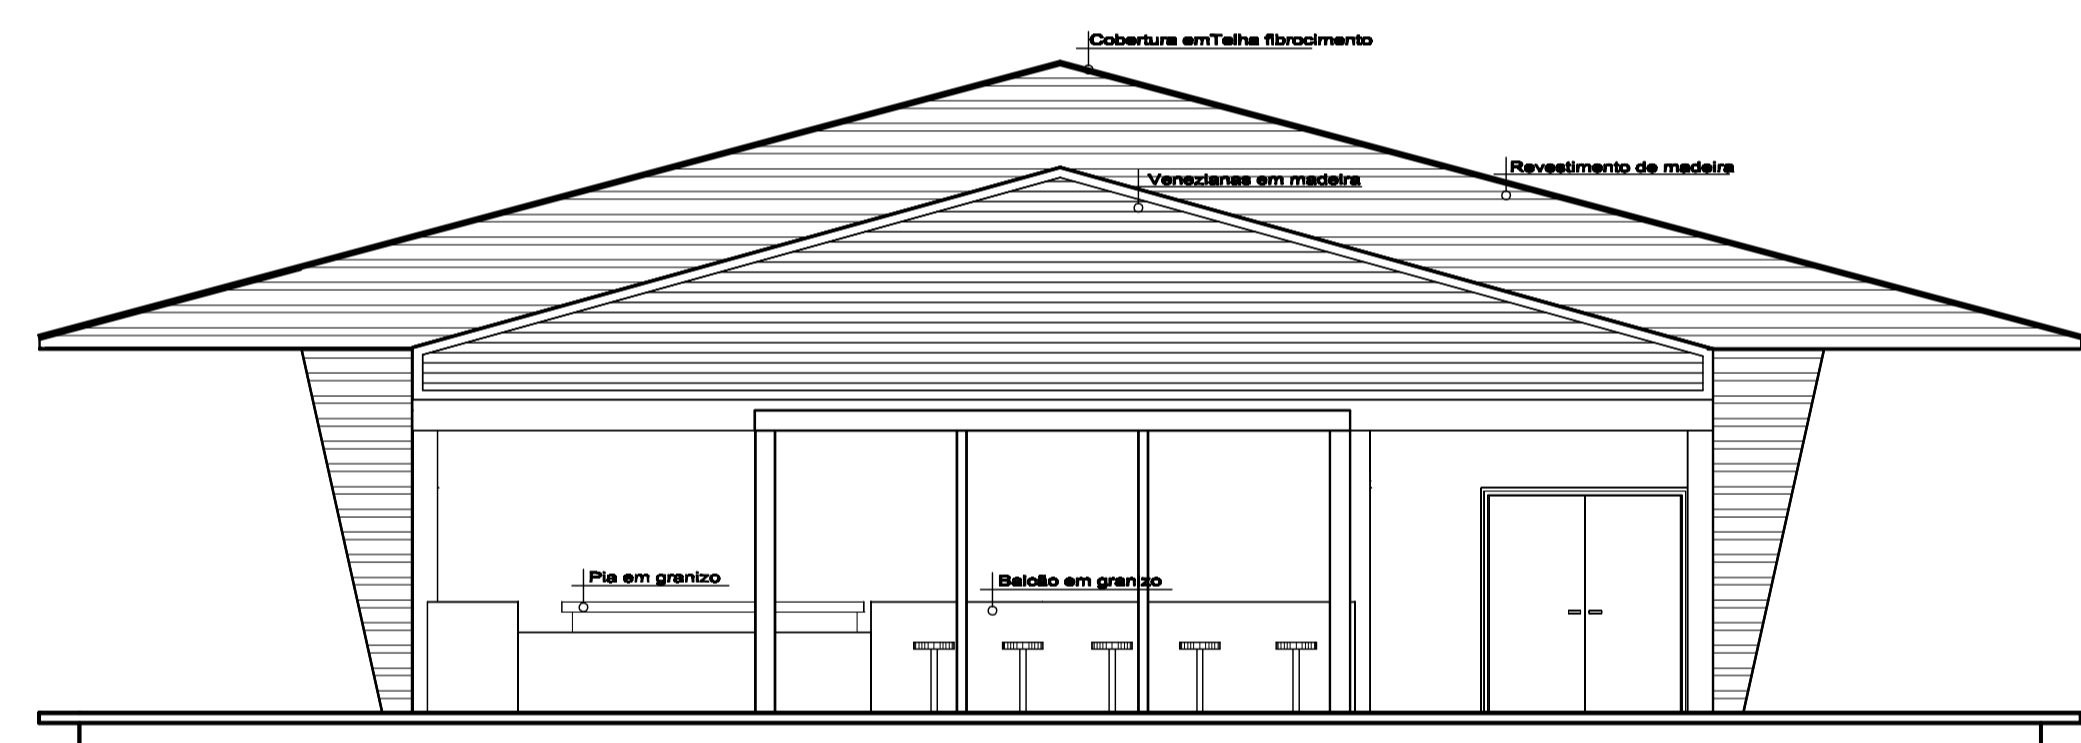 Cobertura emTelha fibrocimento
Revestimento de madeira
Venezianas em madeira
Pia em granizo
Balcão em granizo